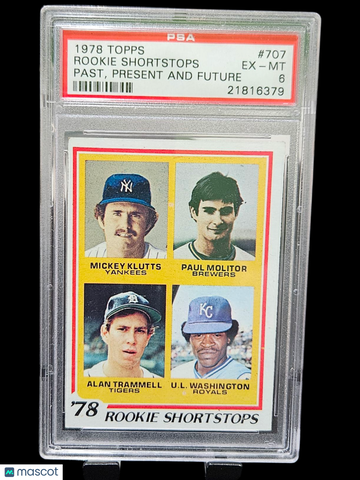 PSA
1978 TOPPS #707
ROOKIE SHORTSTOPS EX-MT
PAST, PRESENT AND FUTURE 6
21816379
MICKEY KLUTTS
YANKEES
PAUL MOLITOR
BREWERS
ALAN TRAMMELL
TIGERS
U.L. WASHINGTON
ROYALS
'78 ROOKIE SHORTSTOPS
mascot